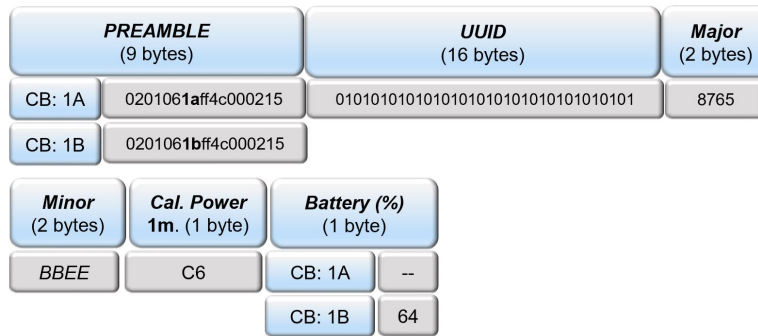 PREAMBLE
(9 bytes)
UUID
(16 bytes)
Major
(2 bytes)
CB: 1A
0201061aff4c000215
01010101010101010101010101010101
8765
CB: 1B
0201061bff4c000215
Minor
(2 bytes)
Cal. Power
1m. (1 byte)
Battery (%)
(1 byte)
BBEE
C6
CB: 1A
--
CB: 1B
64